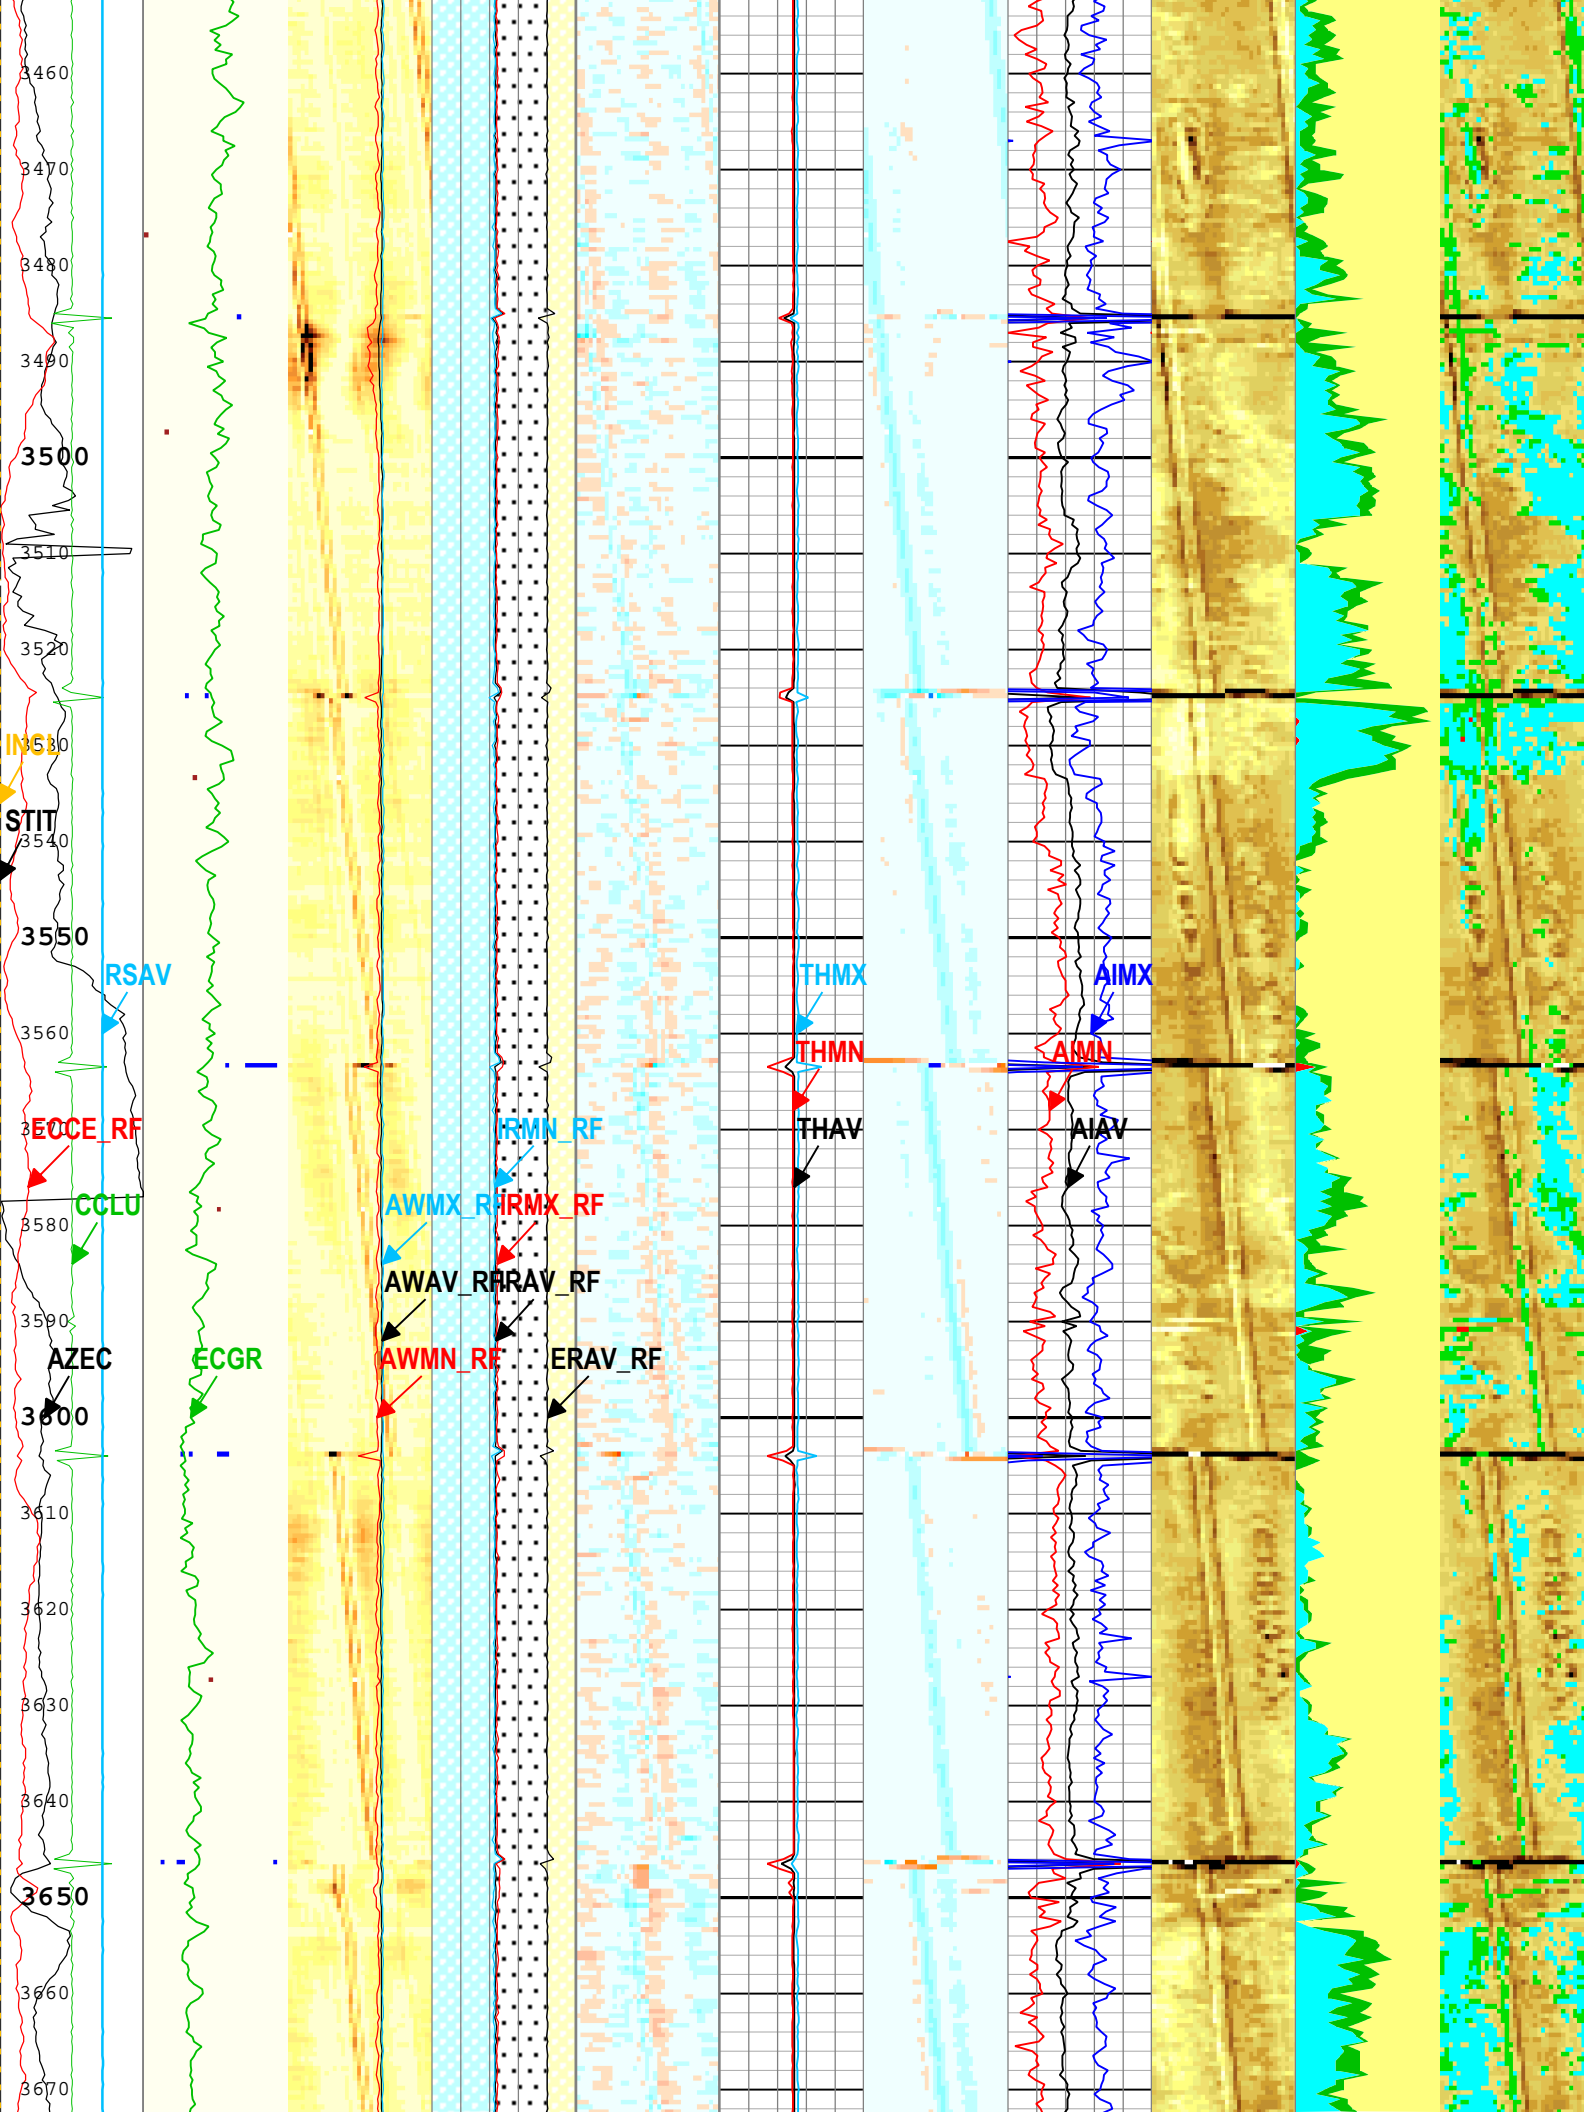 3460
3470
3480
3490
3500
3510
3520
INCL
3530
STIT
3540
3550
RSAV THMX AIMX
3560
THMN AIMN
ECCE_RF 3570 IRMN_RF THAV AIAV
CCLU AWMX_RF IRMX_RF
3580
AWAV_RF IRAV_RF
3590
AZEC ECGR AWMN_RF ERAV_RF
3600
3610
3620
3630
3640
3650
3660
3670